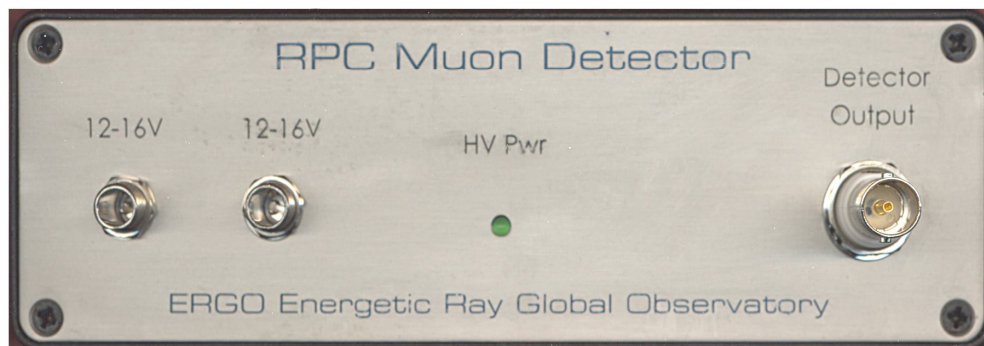 RPC Muon Detector
Detector
Output
12-16V
12-16V
HV Pwr
ERGO Energetic Ray Global Observatory